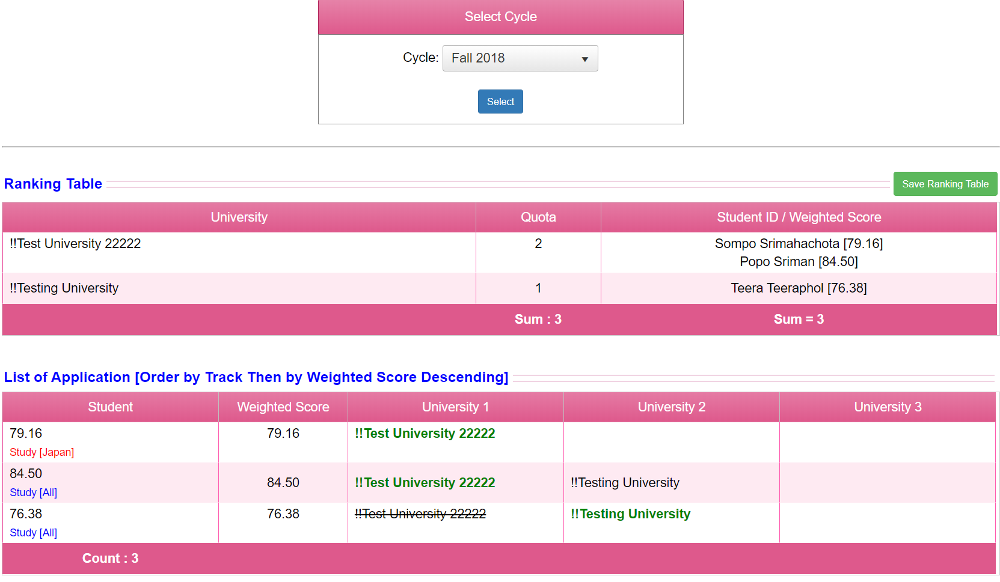 Select Cycle
Cycle: Fall 2018
Select
Ranking Table
Save Ranking Table
University Quota Student ID / Weighted Score
!!Test University 22222 2 Sompo Srimahachota [79.16]
Popo Sriman [84.50]
!!Testing University 1 Teera Teeraphol [76.38]
Sum : 3 Sum = 3
List of Application [Order by Track Then by Weighted Score Descending]
Student Weighted Score University 1 University 2 University 3
79.16 79.16 !!Test University 22222
Study [Japan]
84.50 84.50 !!Test University 22222 !!Testing University
Study [All]
76.38 76.38 !!Test University 22222 !!Testing University
Study [All]
Count : 3